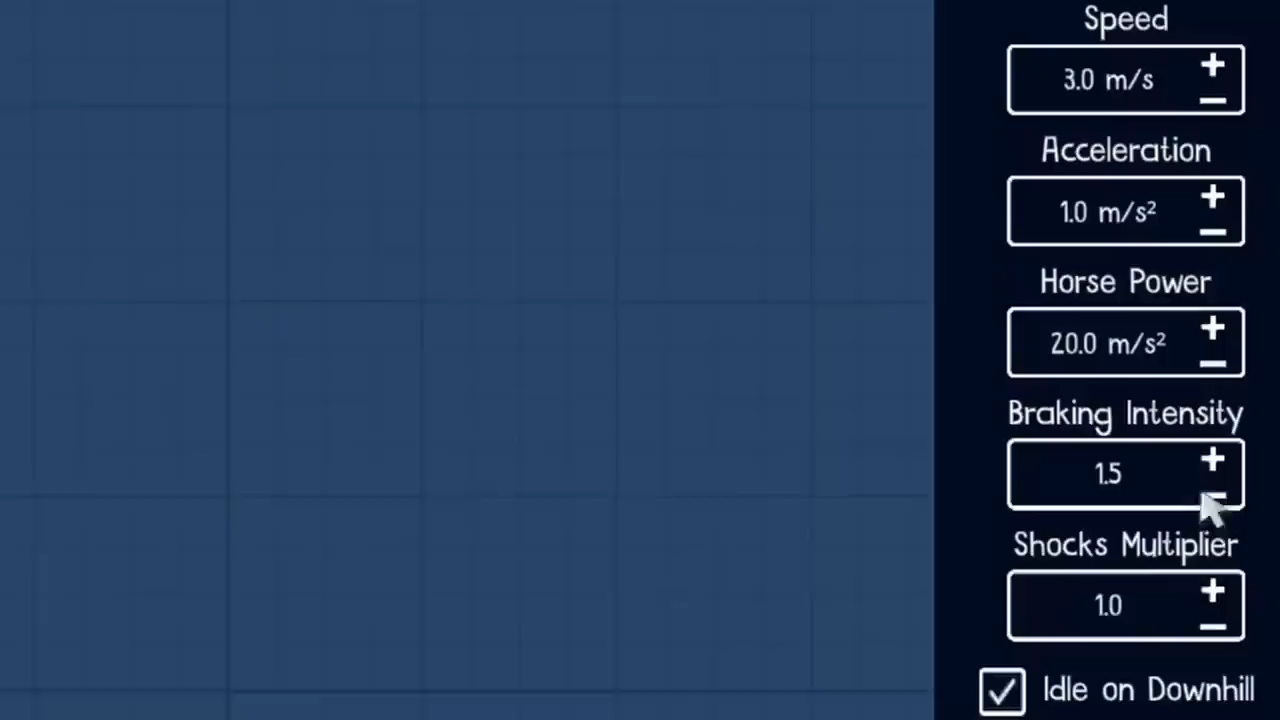 Speed
3.0 m/s
Acceleration
1.0 m/s²
Horse Power
20.0 m/s²
Braking Intensity
1.5
Shocks Multiplier
1.0
Idle on Downhill